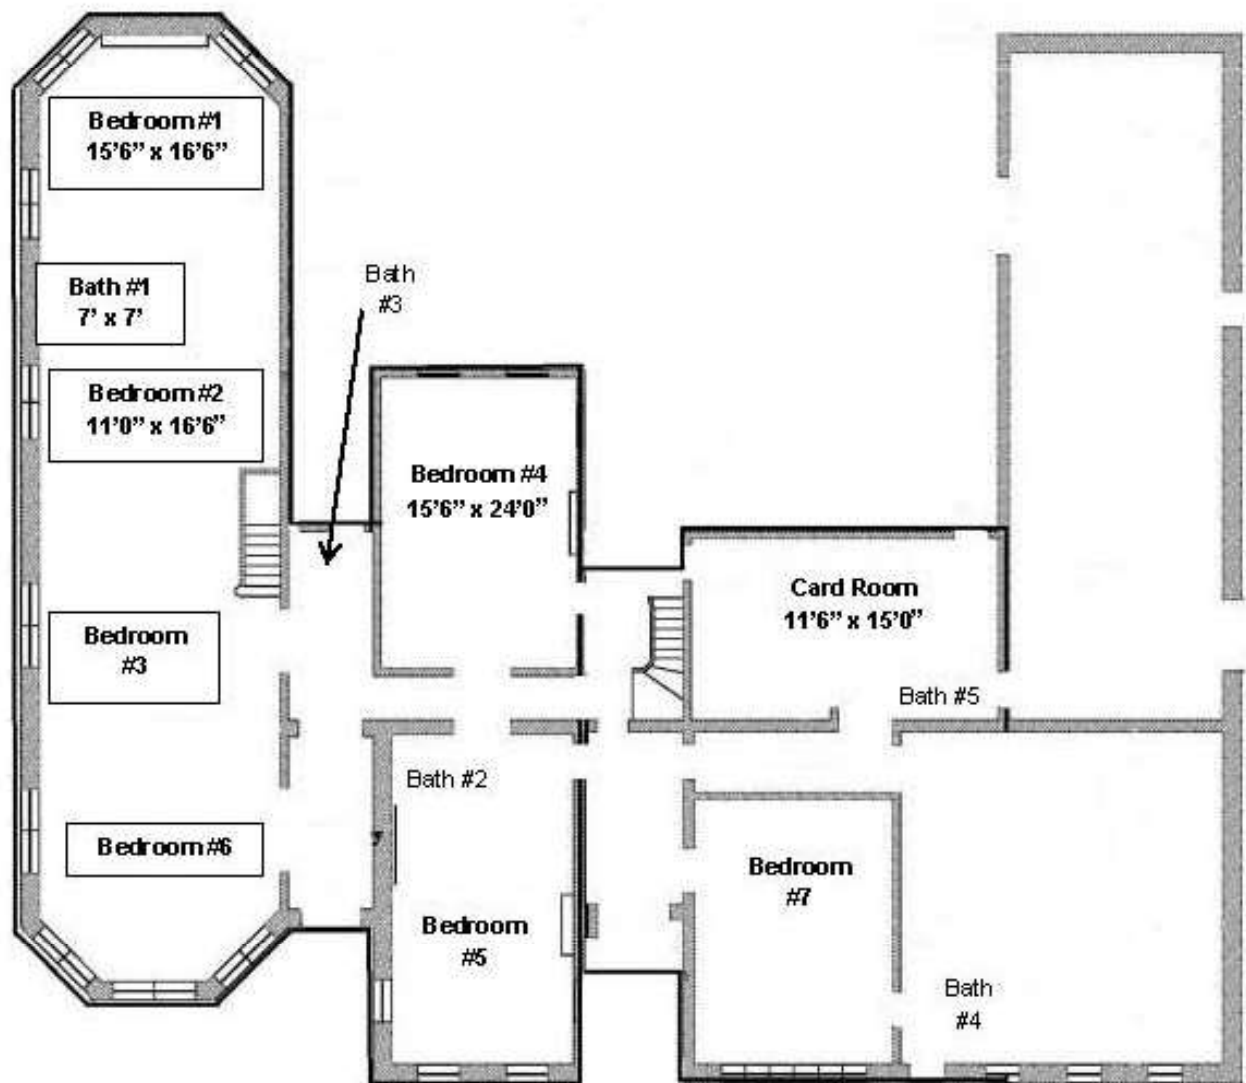 Bedroom #1
15'6” x 16'6”
Bath #1
7' x 7'
Bath
#3
Bedroom #2
11'0” x 16'6”
Bedroom #4
15'6” x 24'0”
Bedroom
#3
Card Room
11'6” x 15'0”
Bath #5
Bath #2
Bedroom #6
Bedroom
#7
Bedroom
#5
Bath
#4